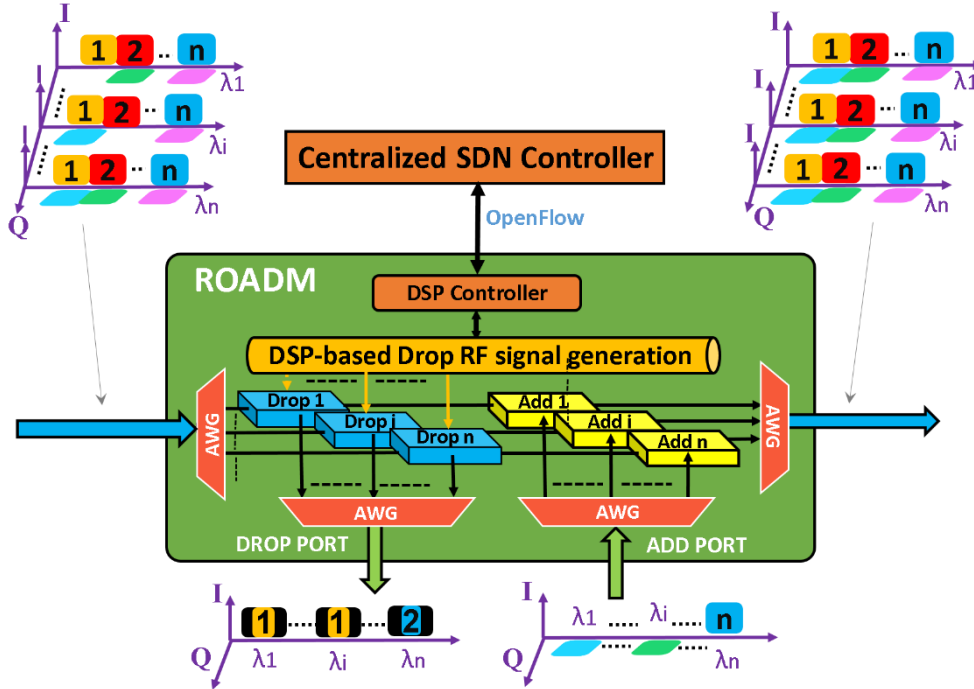 I
1 2 .. n
λ1
I
1 2 .. n
λi
I
1 2 .. n
λn
Q
I
1 2 ... n
λ1
I
1 2 ... n
λi
I
1 2 ... n
λn
Q
Centralized SDN Controller
OpenFlow
ROADM
DSP Controller
DSP-based Drop RF signal generation
Drop 1
Add 1
Drop i
Add i
Drop n
Add n
AWG
AWG
AWG
AWG
DROP PORT
ADD PORT
I
1 1 2
Q
λ1 λi λn
I
λ1 λi n
Q
λn